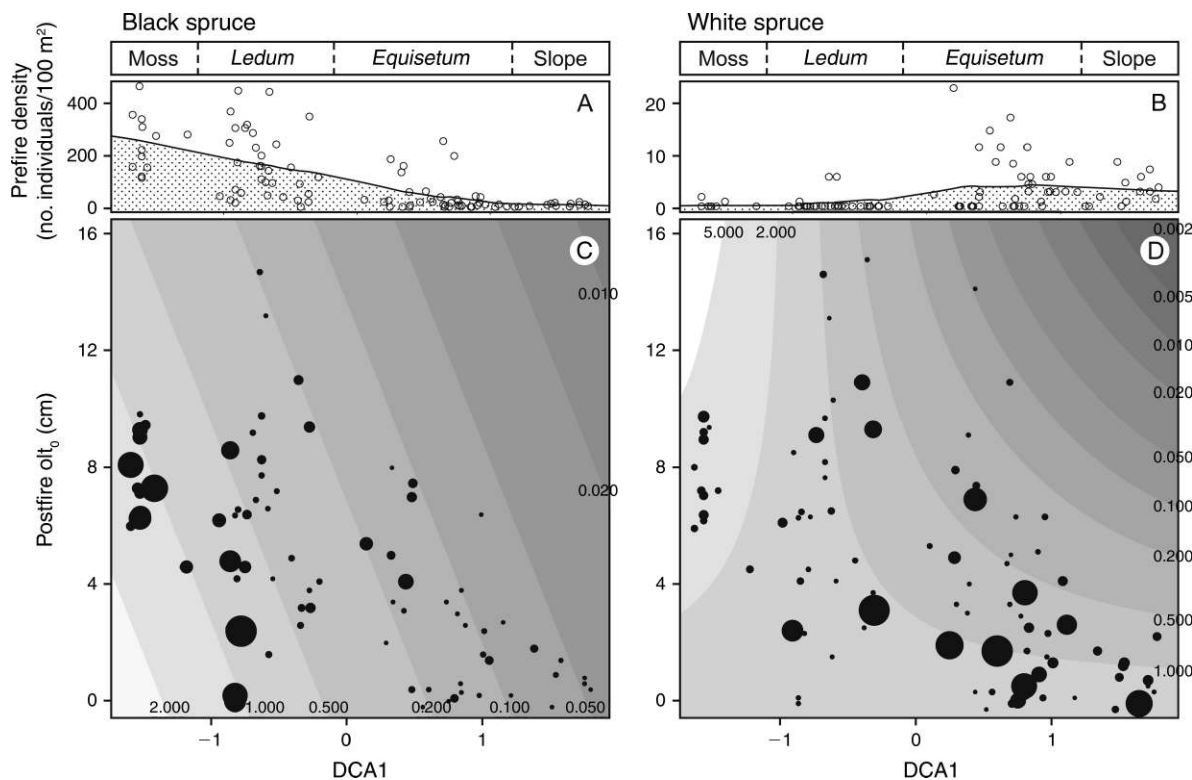 Black spruce White spruce
Moss Ledum Equisetum Slope Moss Ledum Equisetum Slope
Prefire density
(no. individuals/100 m²)
400
200
0
A
20
10
0
B
16
12
8
4
0
Postfire olt₀ (cm)
C
0.010
0.020
2.000 1.000 0.500 0.200 0.100 0.050
−1 0 1
DCA1
16
12
8
4
0
5.000 2.000
D
0.002
0.005
0.010
0.020
0.050
0.100
0.200
0.500
1.000
−1 0 1
DCA1